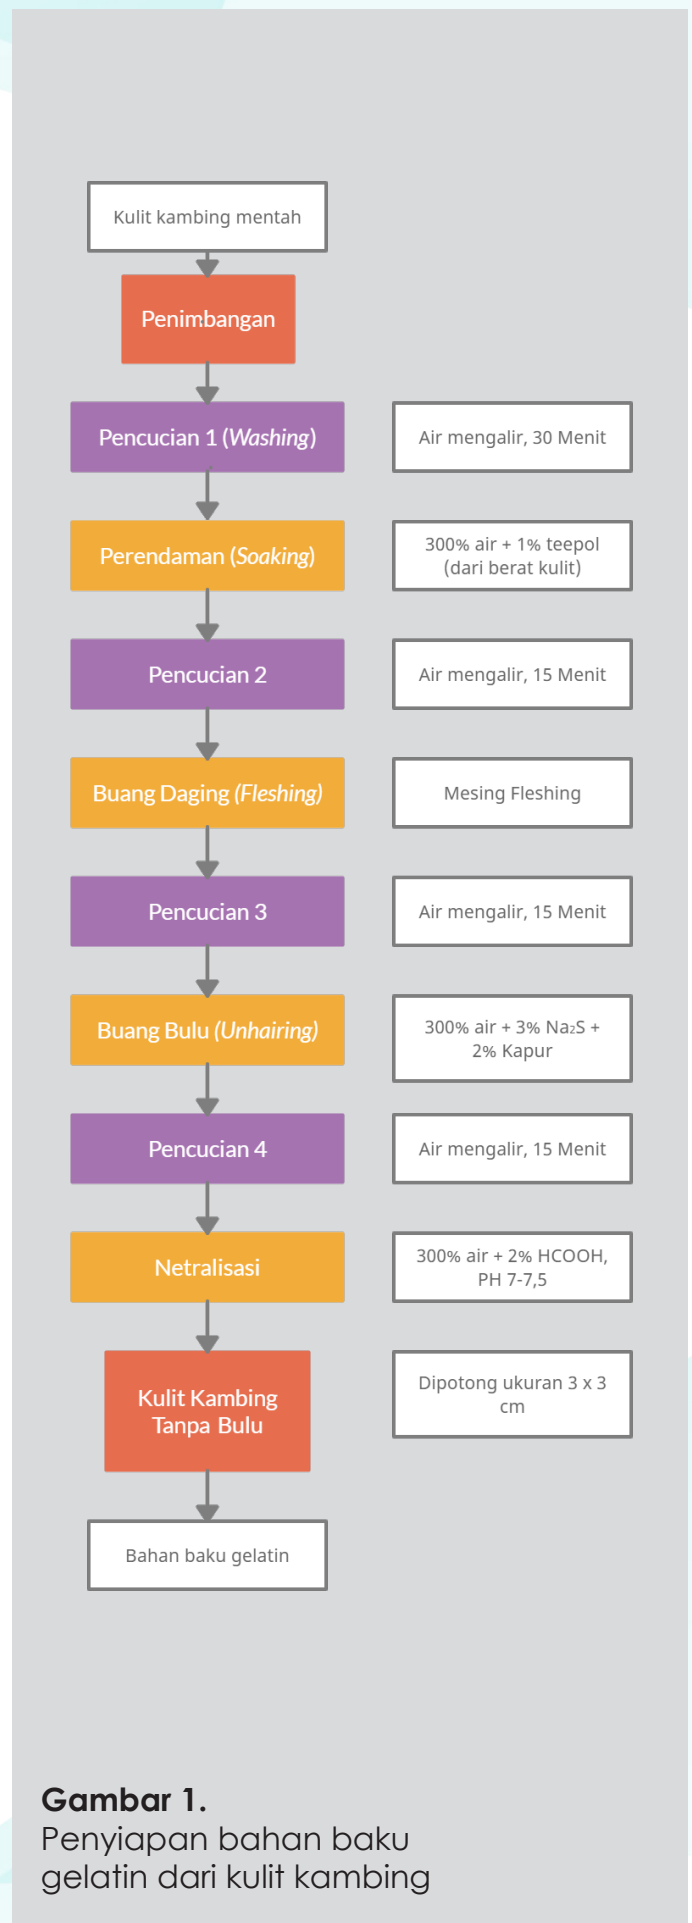 Kulit kambing mentah
Penimbangan
Pencucian 1 (Washing)
Air mengalir, 30 Menit
Perendaman (Soaking)
300% air + 1% teepol
(dari berat kulit)
Pencucian 2
Air mengalir, 15 Menit
Buang Daging (Fleshing)
Mesing Fleshing
Pencucian 3
Air mengalir, 15 Menit
Buang Bulu (Unhairing)
300% air + 3% Na₂S +
2% Kapur
Pencucian 4
Air mengalir, 15 Menit
Netralisasi
300% air + 2% HCOOH,
PH 7-7,5
Kulit Kambing
Tanpa Bulu
Dipotong ukuran 3 x 3
cm
Bahan baku gelatin
Gambar 1.
Penyiapan bahan baku
gelatin dari kulit kambing